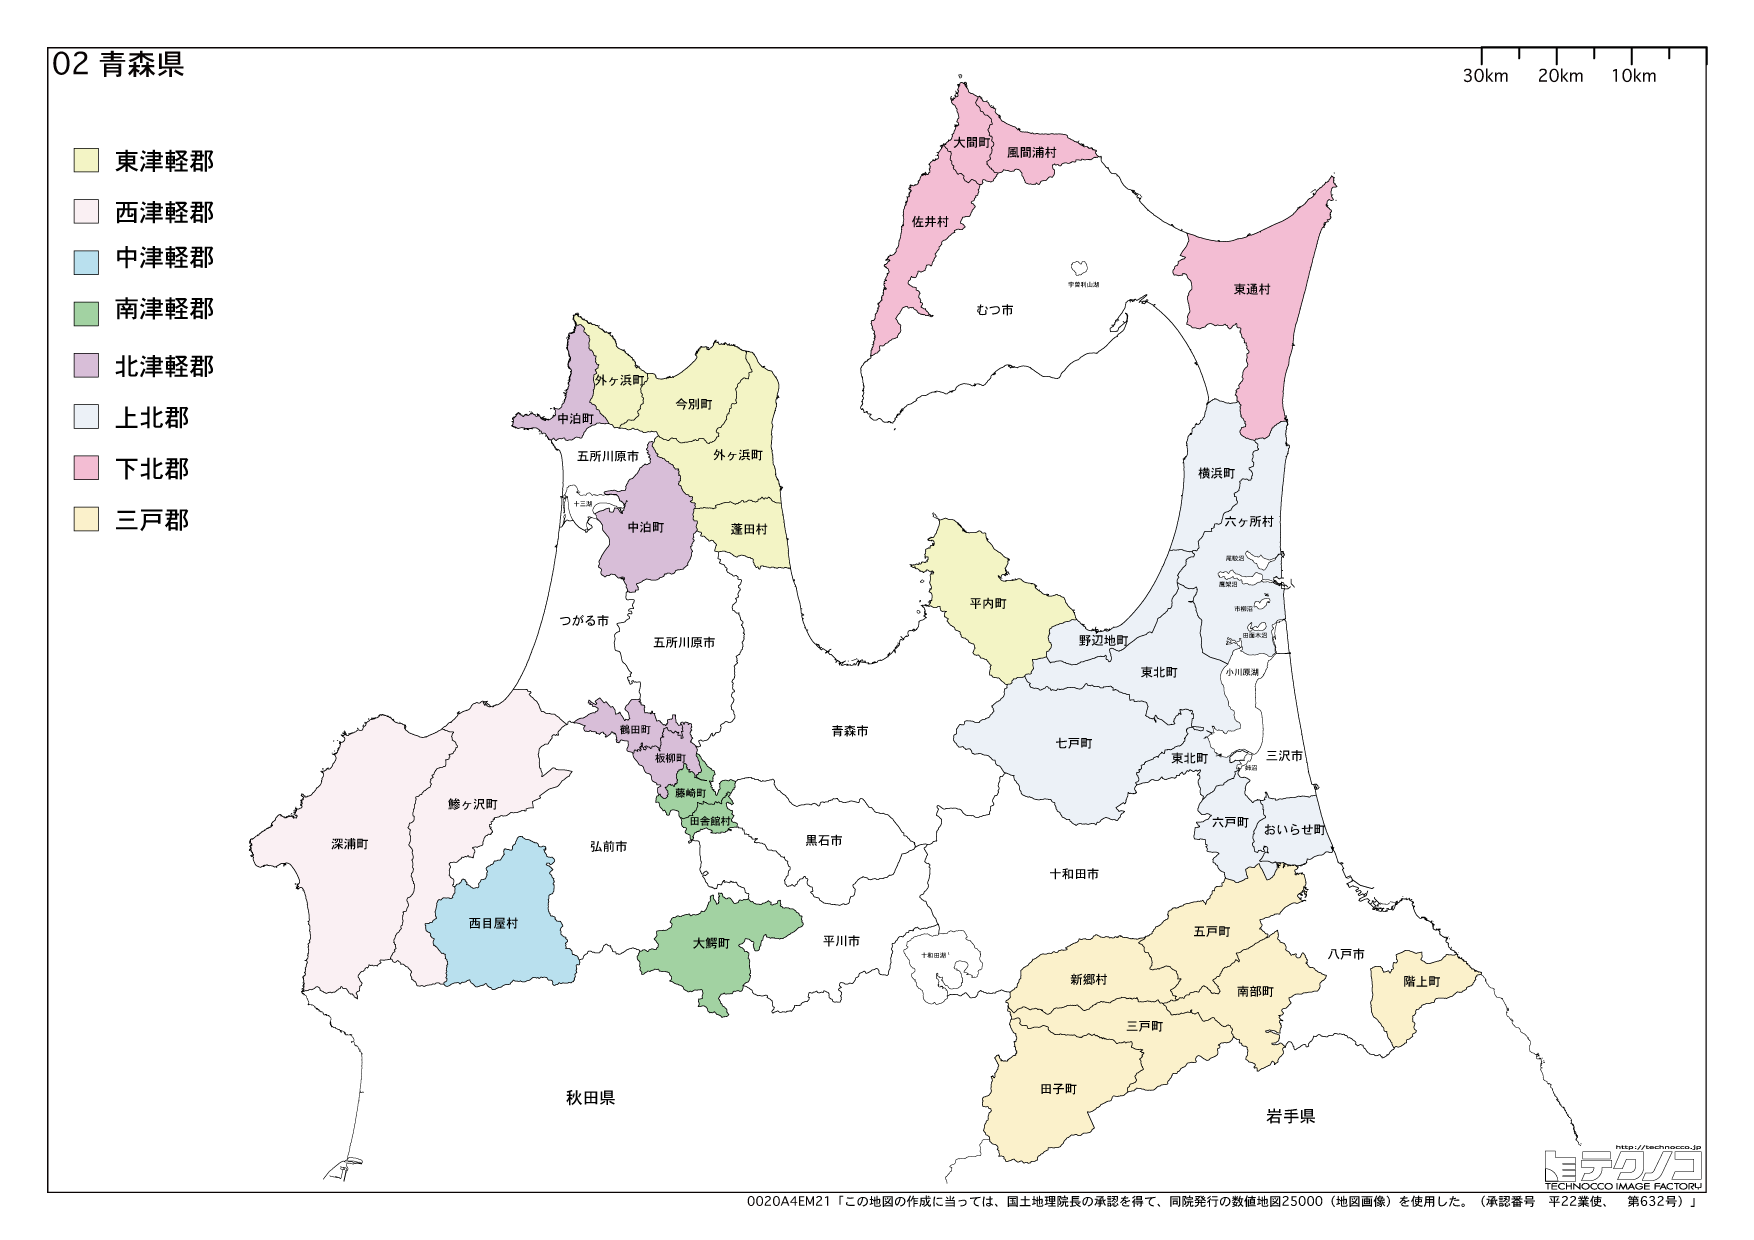 02 青森県
30km 20km 10km
東津軽郡
西津軽郡
中津軽郡
南津軽郡
北津軽郡
上北郡
下北郡
三戸郡
大間町
風間浦村
佐井村
むつ市
宇曽利山湖
東通村
外ヶ浜町
今別町
中泊町
五所川原市
外ヶ浜町
十三湖
中泊町
蓬田村
横浜町
六ヶ所村
尾駮沼
鷹架沼
市柳沼
田面木沼
平内町
野辺地町
つがる市
五所川原市
東北町
小川原湖
鶴田町
青森市
七戸町
板柳町
東北町
三沢市
姉沼
藤崎町
鰺ヶ沢町
田舎館村
六戸町
おいらせ町
深浦町
弘前市
黒石市
十和田市
西目屋村
大鰐町
平川市
十和田湖
五戸町
八戸市
新郷村
南部町
階上町
三戸町
田子町
秋田県
岩手県
http://technocco.jp
テクノコ
TECHNOCCO IMAGE FACTORY
0020A4EM21「この地図の作成に当っては、国土地理院長の承認を得て、同院発行の数値地図25000（地図画像）を使用した。（承認番号　平22業使、　第632号）」